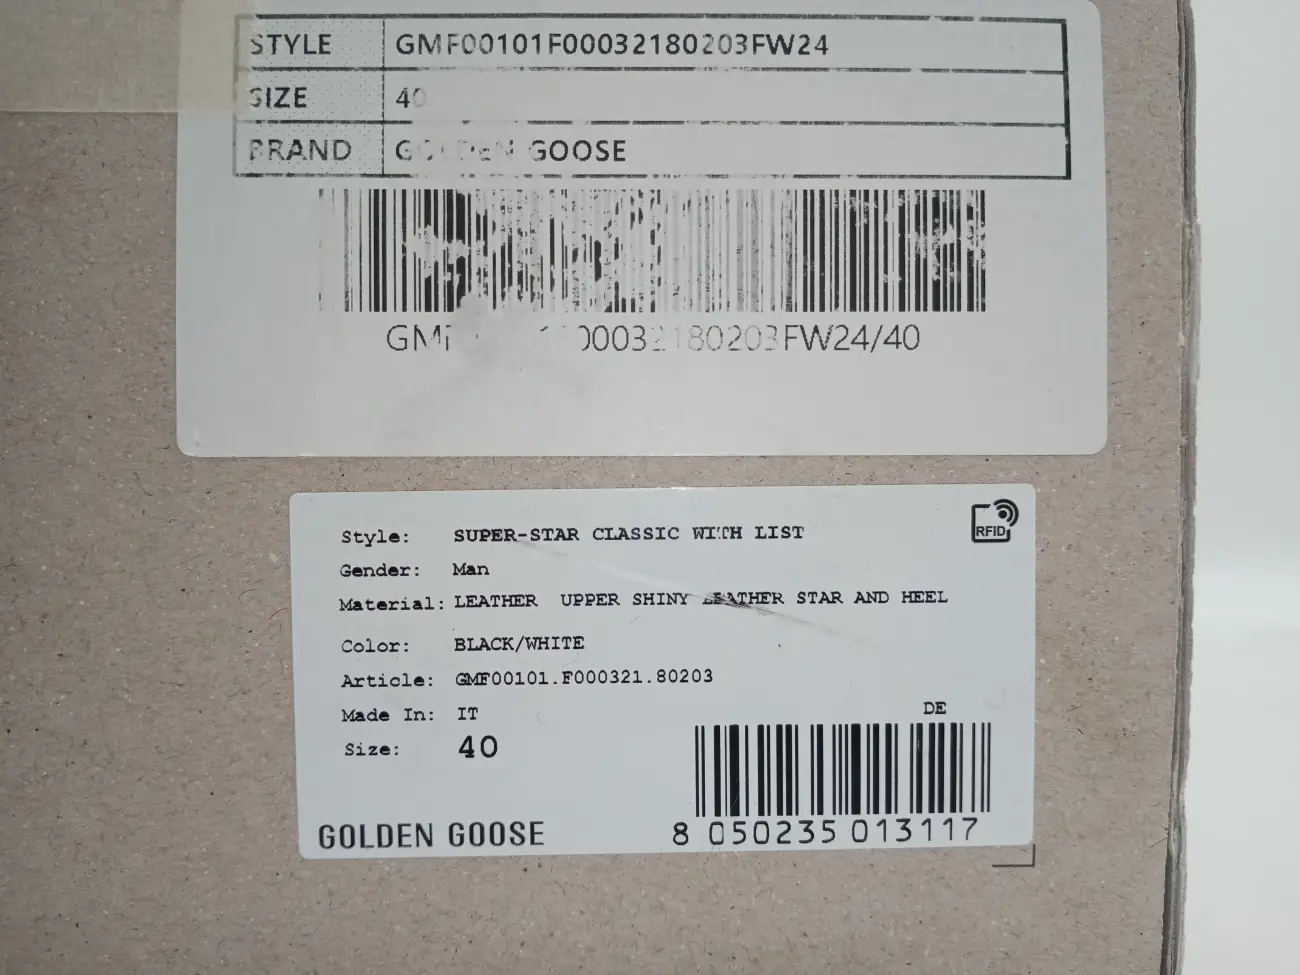 STYLE GMF00101F00032180203FW24
SIZE 40
BRAND GOLDEN GOOSE
FW24/40
RFID
Style: SUPER-STAR CLASSIC WITH LIST
Gender: Man
Material: LEATHER UPPER SHINY LEATHER STAR AND HEEL
Color: BLACK/WHITE
Article: GMF00101.F000321.80203
Made In: IT
DE
Size: 40
GOLDEN GOOSE
8 050235 013117